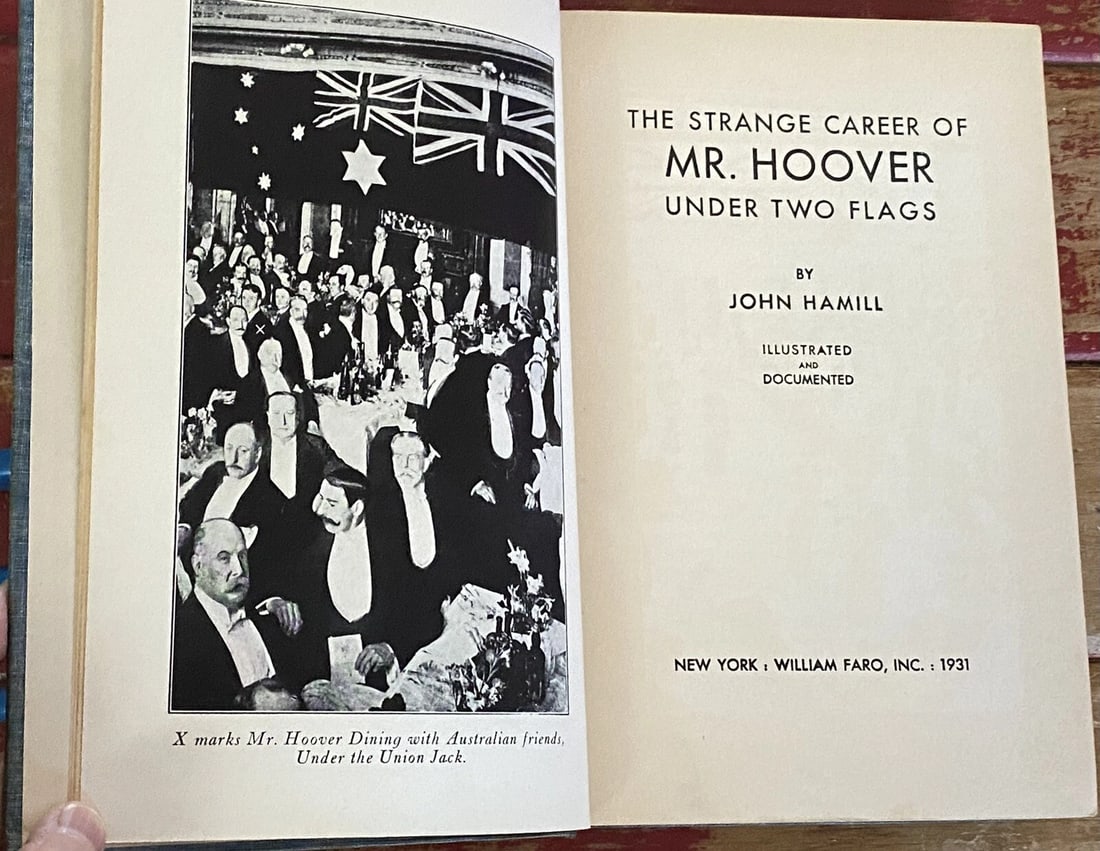 X marks Mr. Hoover Dining with Australian friends,
Under the Union Jack.
THE STRANGE CAREER OF
MR. HOOVER
UNDER TWO FLAGS
BY
JOHN HAMILL
ILLUSTRATED
AND
DOCUMENTED
NEW YORK : WILLIAM FARO, INC. : 1931